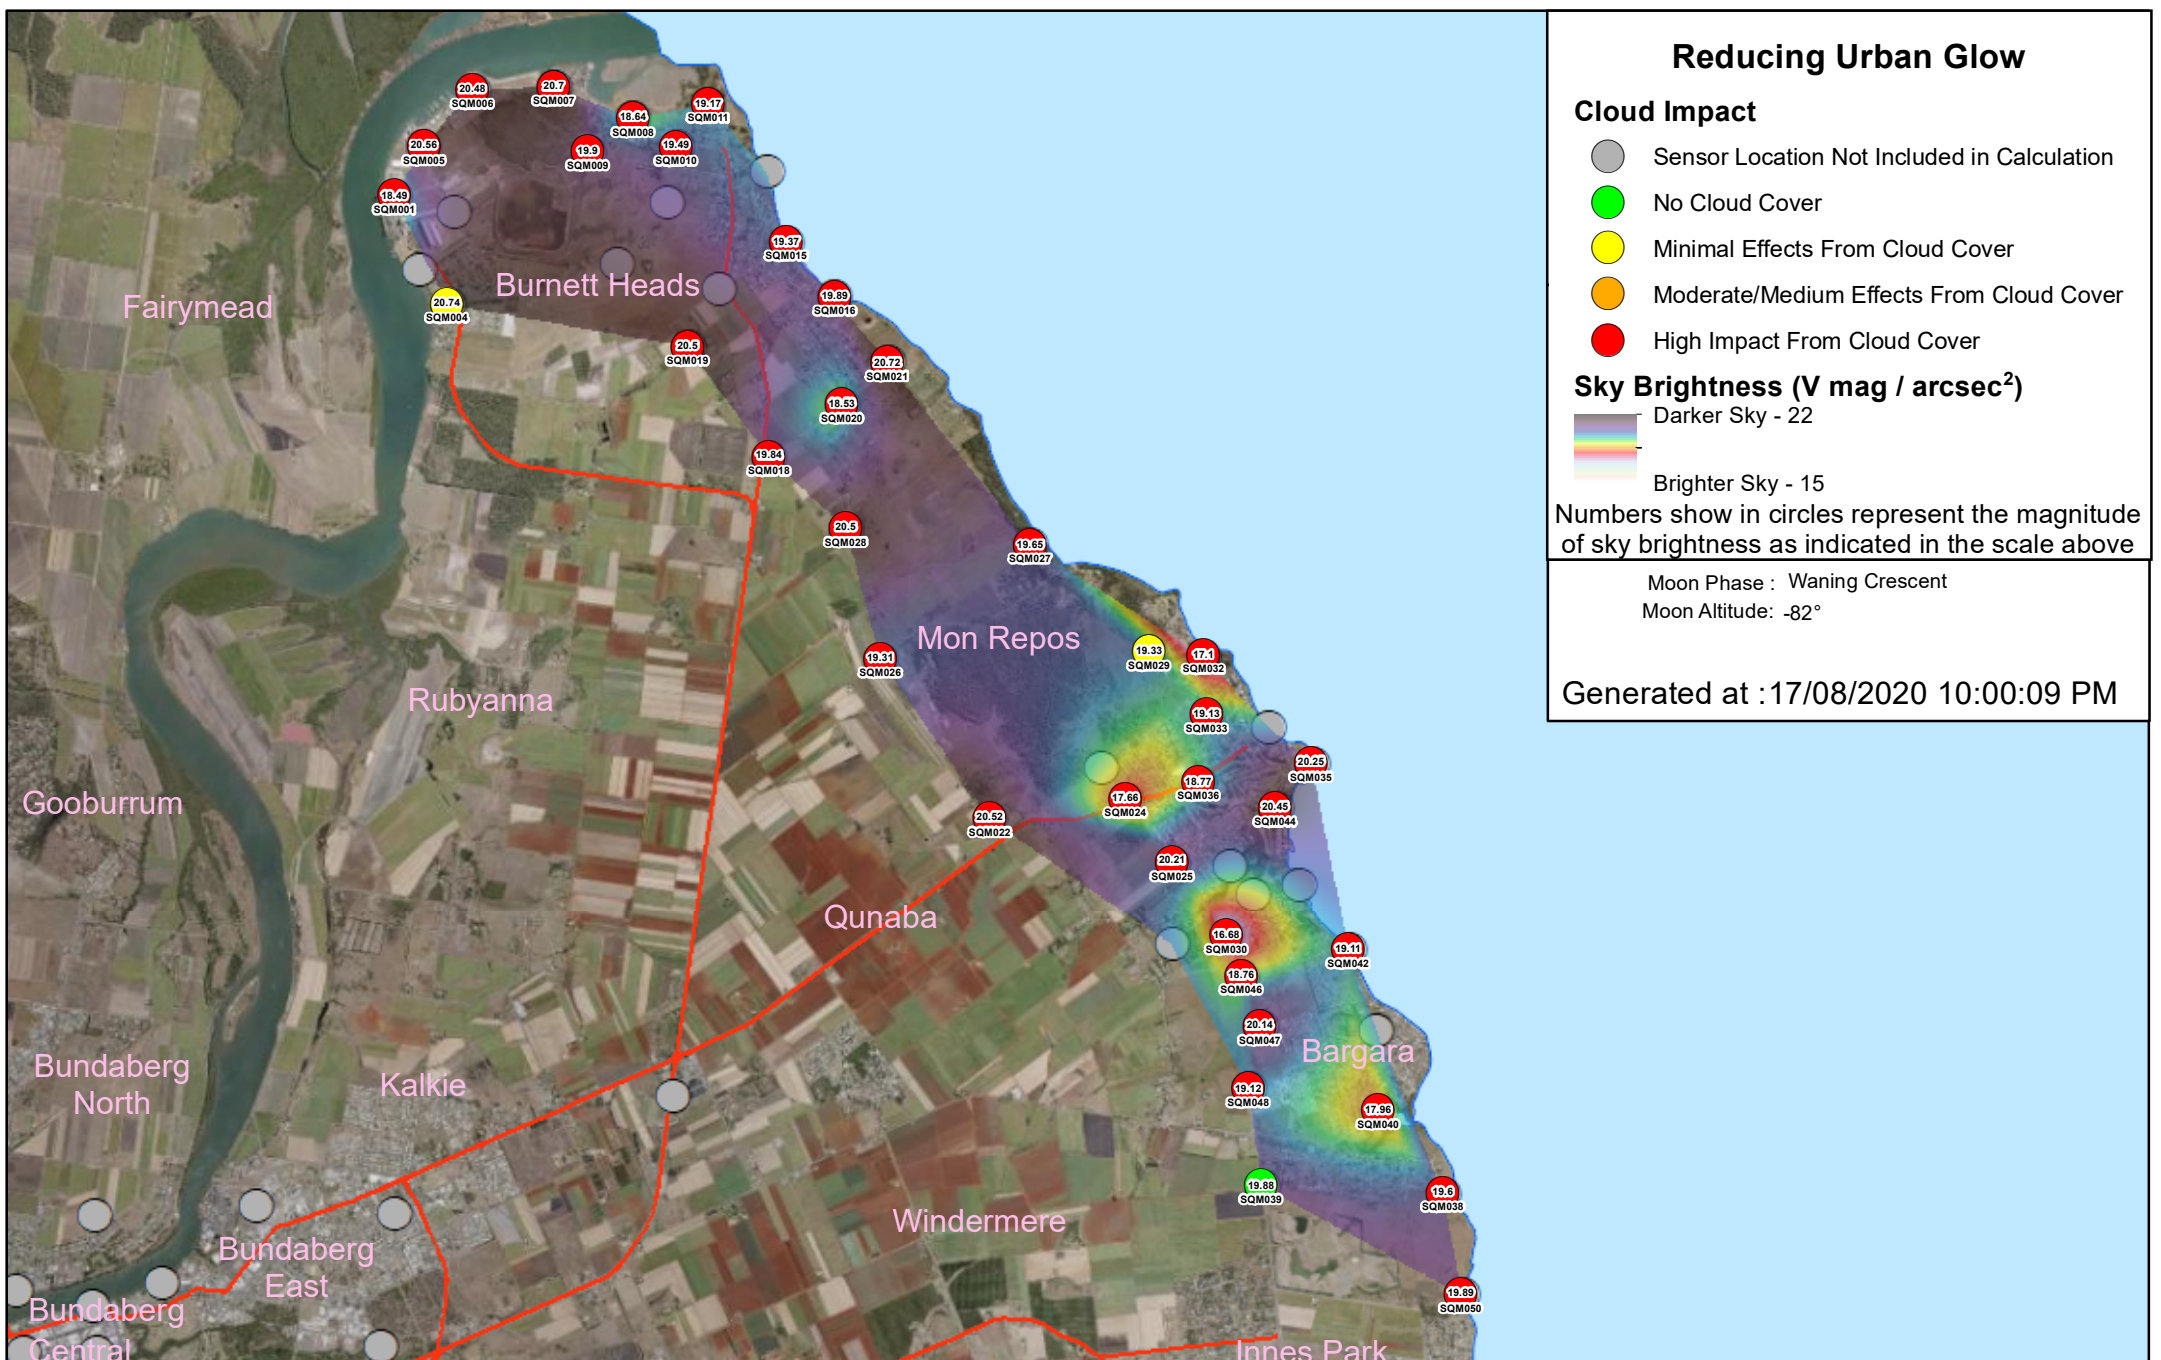 Reducing Urban Glow
Cloud Impact
Sensor Location Not Included in Calculation
No Cloud Cover
Minimal Effects From Cloud Cover
Moderate/Medium Effects From Cloud Cover
High Impact From Cloud Cover
Sky Brightness (V mag / arcsec²)
Darker Sky - 22
Brighter Sky - 15
Numbers show in circles represent the magnitude
of sky brightness as indicated in the scale above
Moon Phase : Waning Crescent
Moon Altitude: -82°
Generated at :17/08/2020 10:00:09 PM
20.48
SQM006
20.7
SQM007
18.64
SQM008
19.17
SQM011
20.56
SQM005
19.9
SQM009
19.49
SQM010
18.49
SQM001
19.37
SQM015
Burnett Heads
Fairymead
20.74
SQM004
19.89
SQM016
20.5
SQM019
20.72
SQM021
18.53
SQM020
19.84
SQM018
20.5
SQM028
19.65
SQM027
Mon Repos
19.31
SQM026
19.33
SQM029
17.1
SQM032
Rubyanna
19.13
SQM033
20.25
SQM035
Gooburrum
17.66
SQM024
18.77
SQM036
20.45
SQM044
20.52
SQM022
20.21
SQM025
Qunaba
16.68
SQM030
19.11
SQM042
18.76
SQM046
20.14
SQM047
Bargara
Bundaberg
North
Kalkie
19.12
SQM048
17.96
SQM040
19.88
SQM039
19.6
SQM038
Windermere
Bundaberg
East
19.89
SQM050
Bundaberg
Central
Innes Park